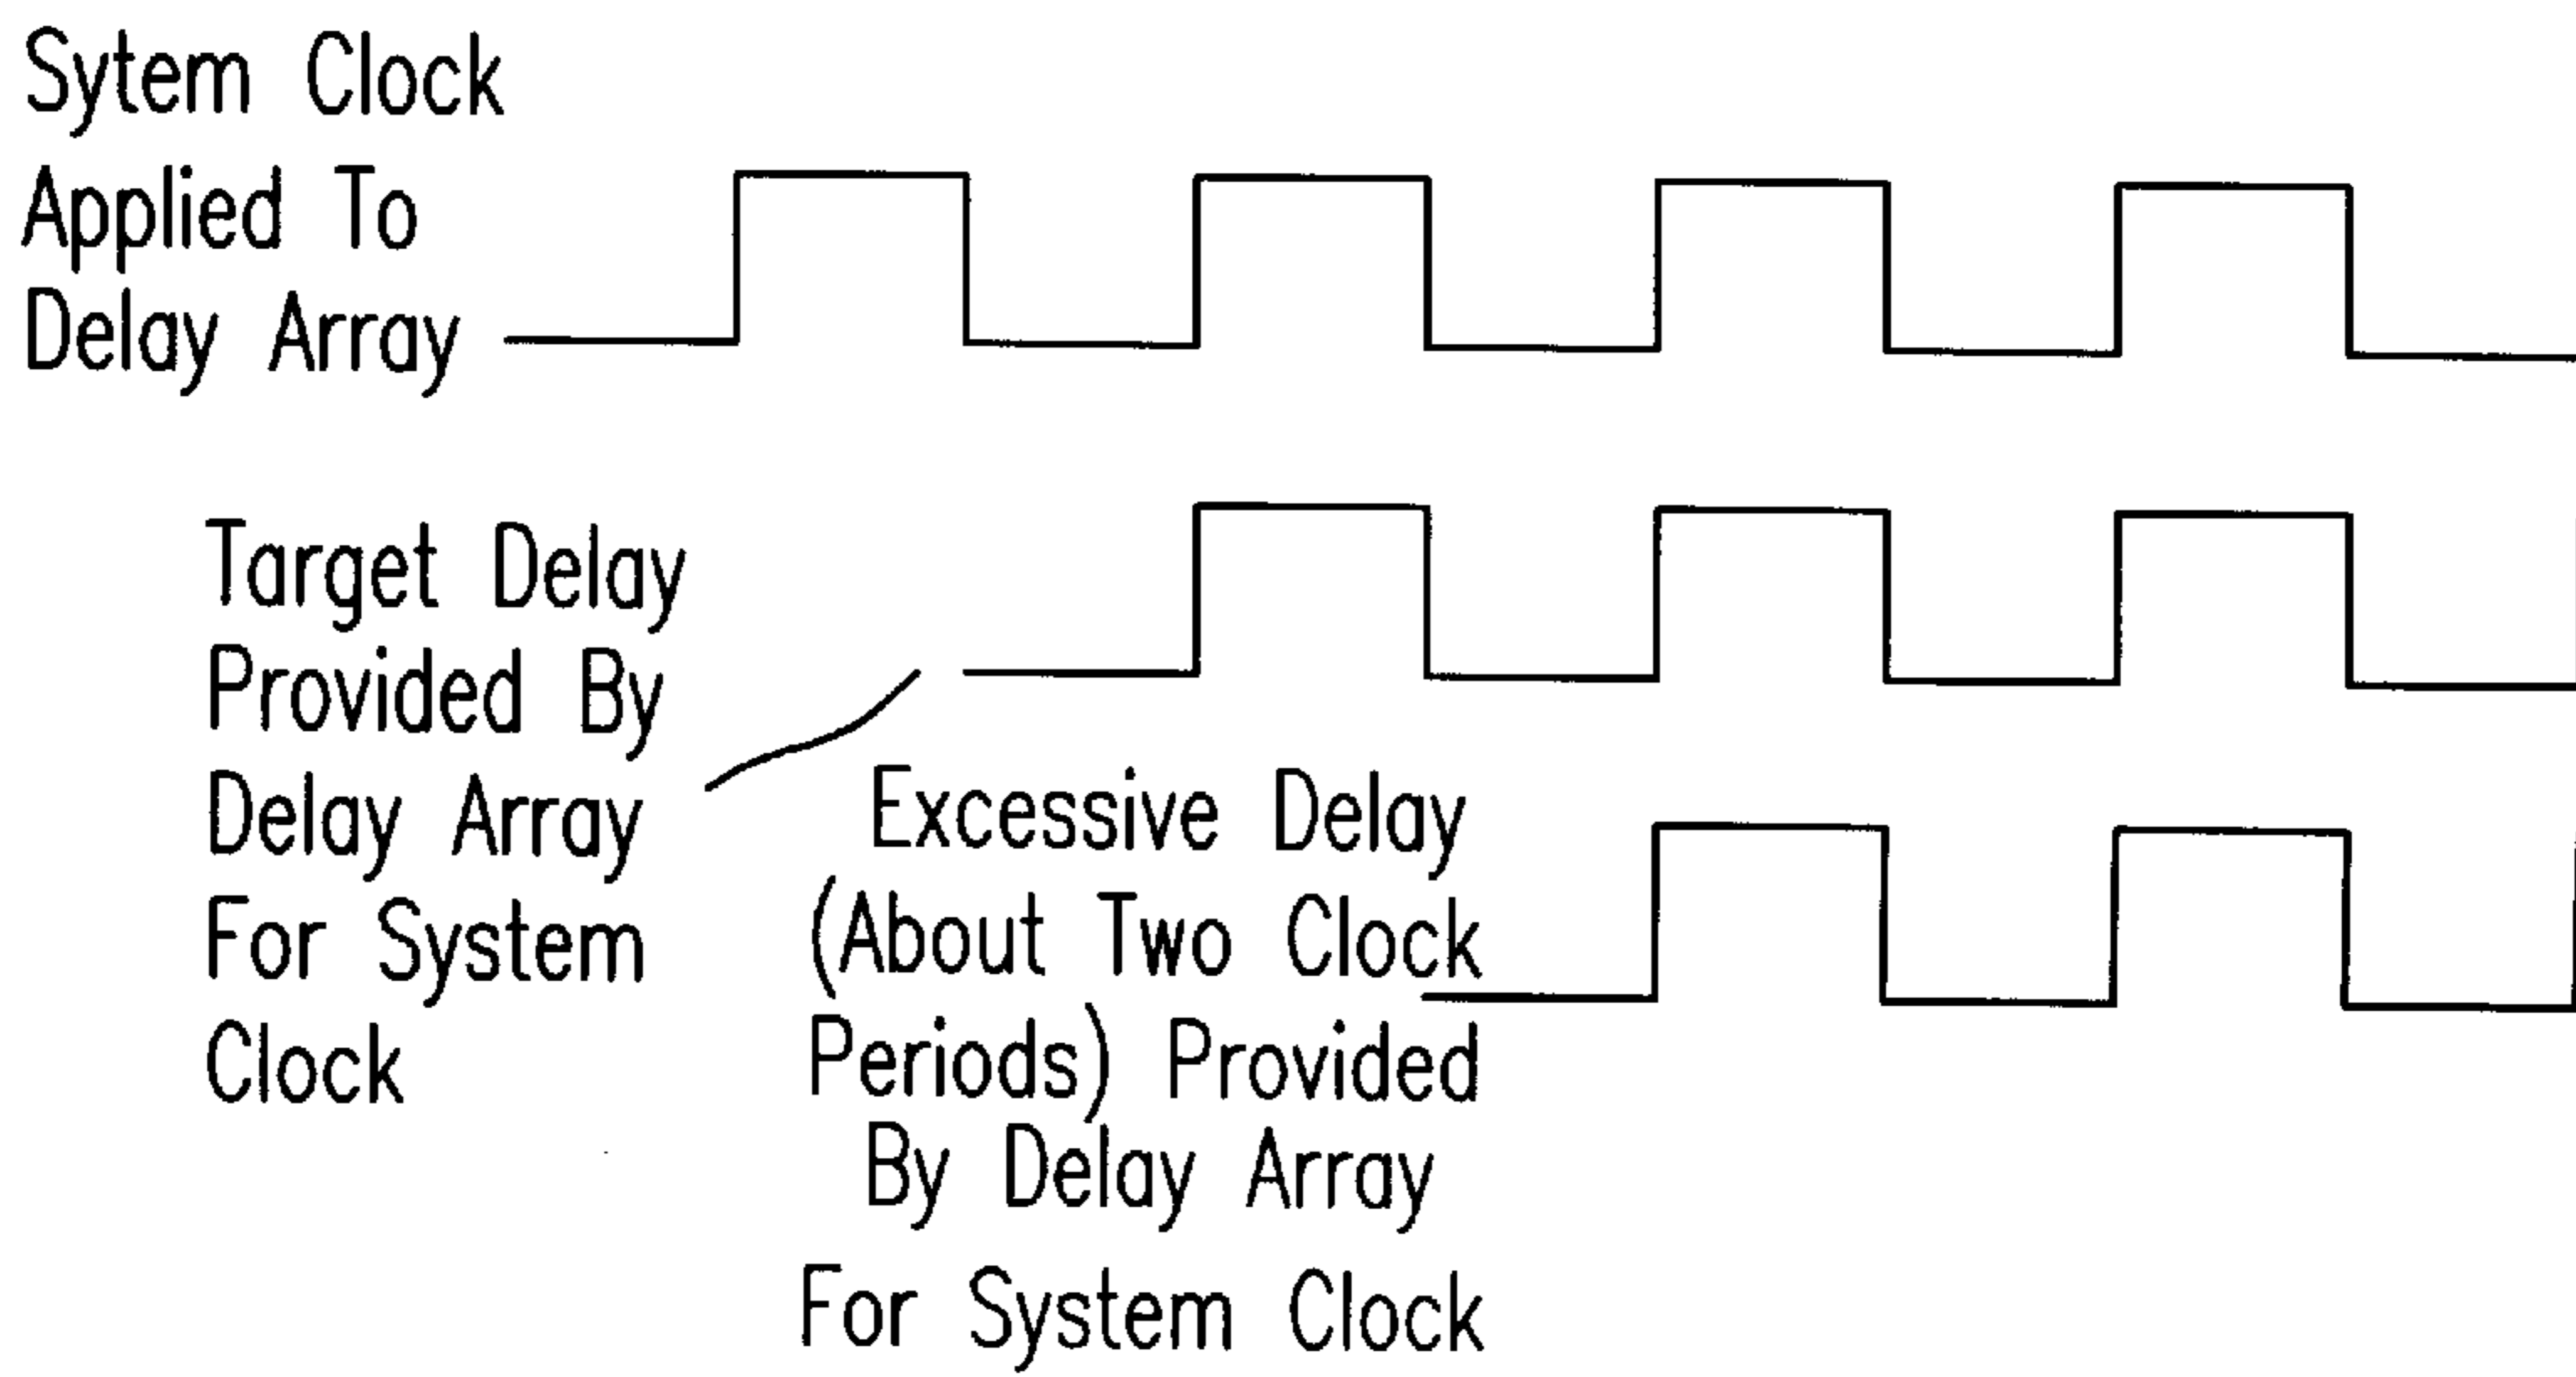 Sytem Clock
Applied To
Delay Array
Target Delay
Provided By
Delay Array
For System
Clock
Excessive Delay
(About Two Clock
Periods) Provided
By Delay Array
For System Clock